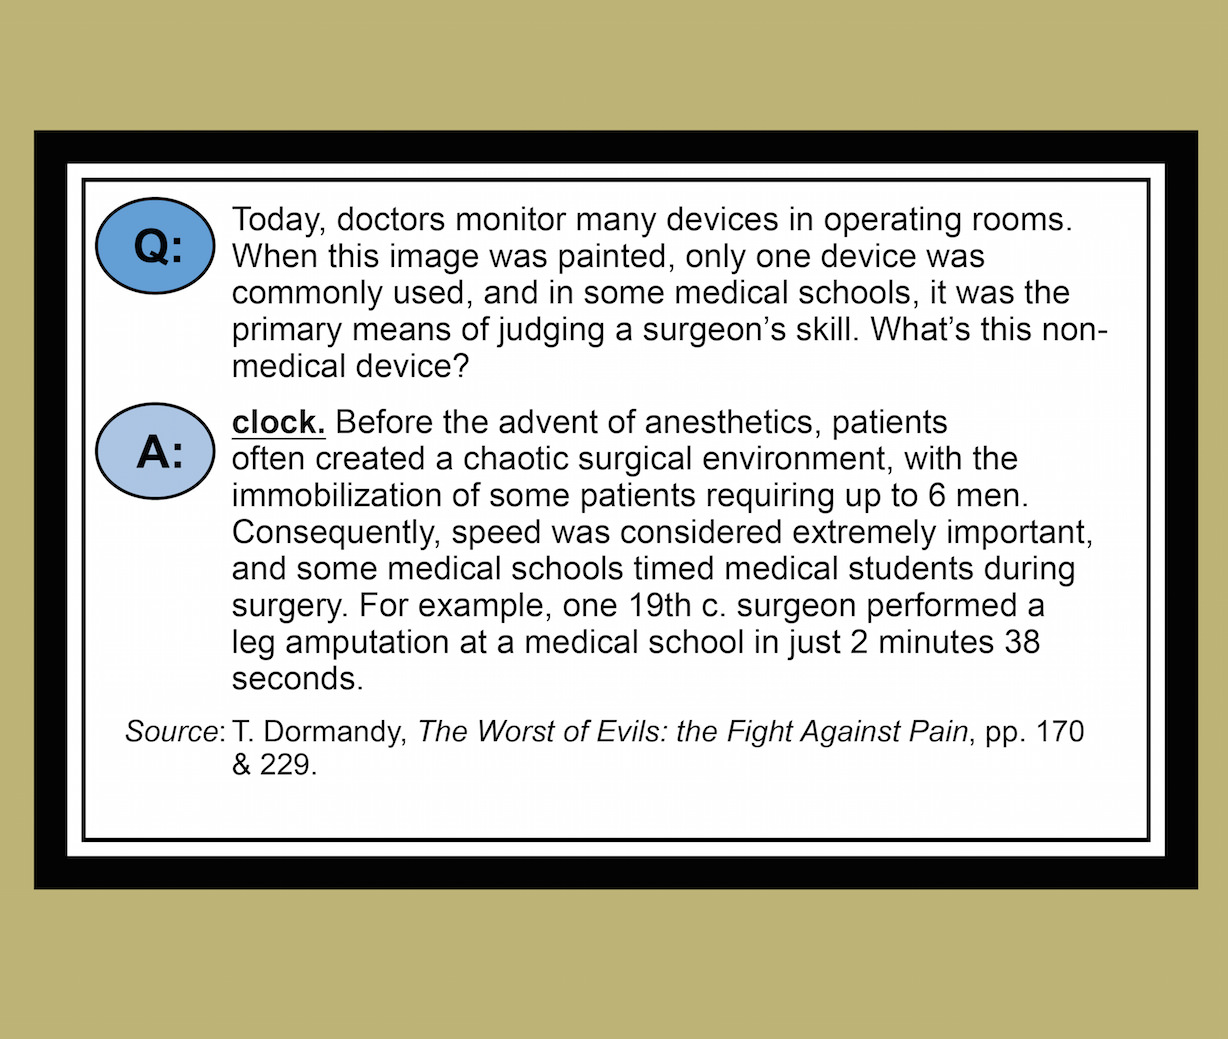 Q:
Today, doctors monitor many devices in operating rooms.
When this image was painted, only one device was
commonly used, and in some medical schools, it was the
primary means of judging a surgeon’s skill. What’s this non-
medical device?
A:
clock. Before the advent of anesthetics, patients
often created a chaotic surgical environment, with the
immobilization of some patients requiring up to 6 men.
Consequently, speed was considered extremely important,
and some medical schools timed medical students during
surgery. For example, one 19th c. surgeon performed a
leg amputation at a medical school in just 2 minutes 38
seconds.
Source: T. Dormandy, The Worst of Evils: the Fight Against Pain, pp. 170
& 229.